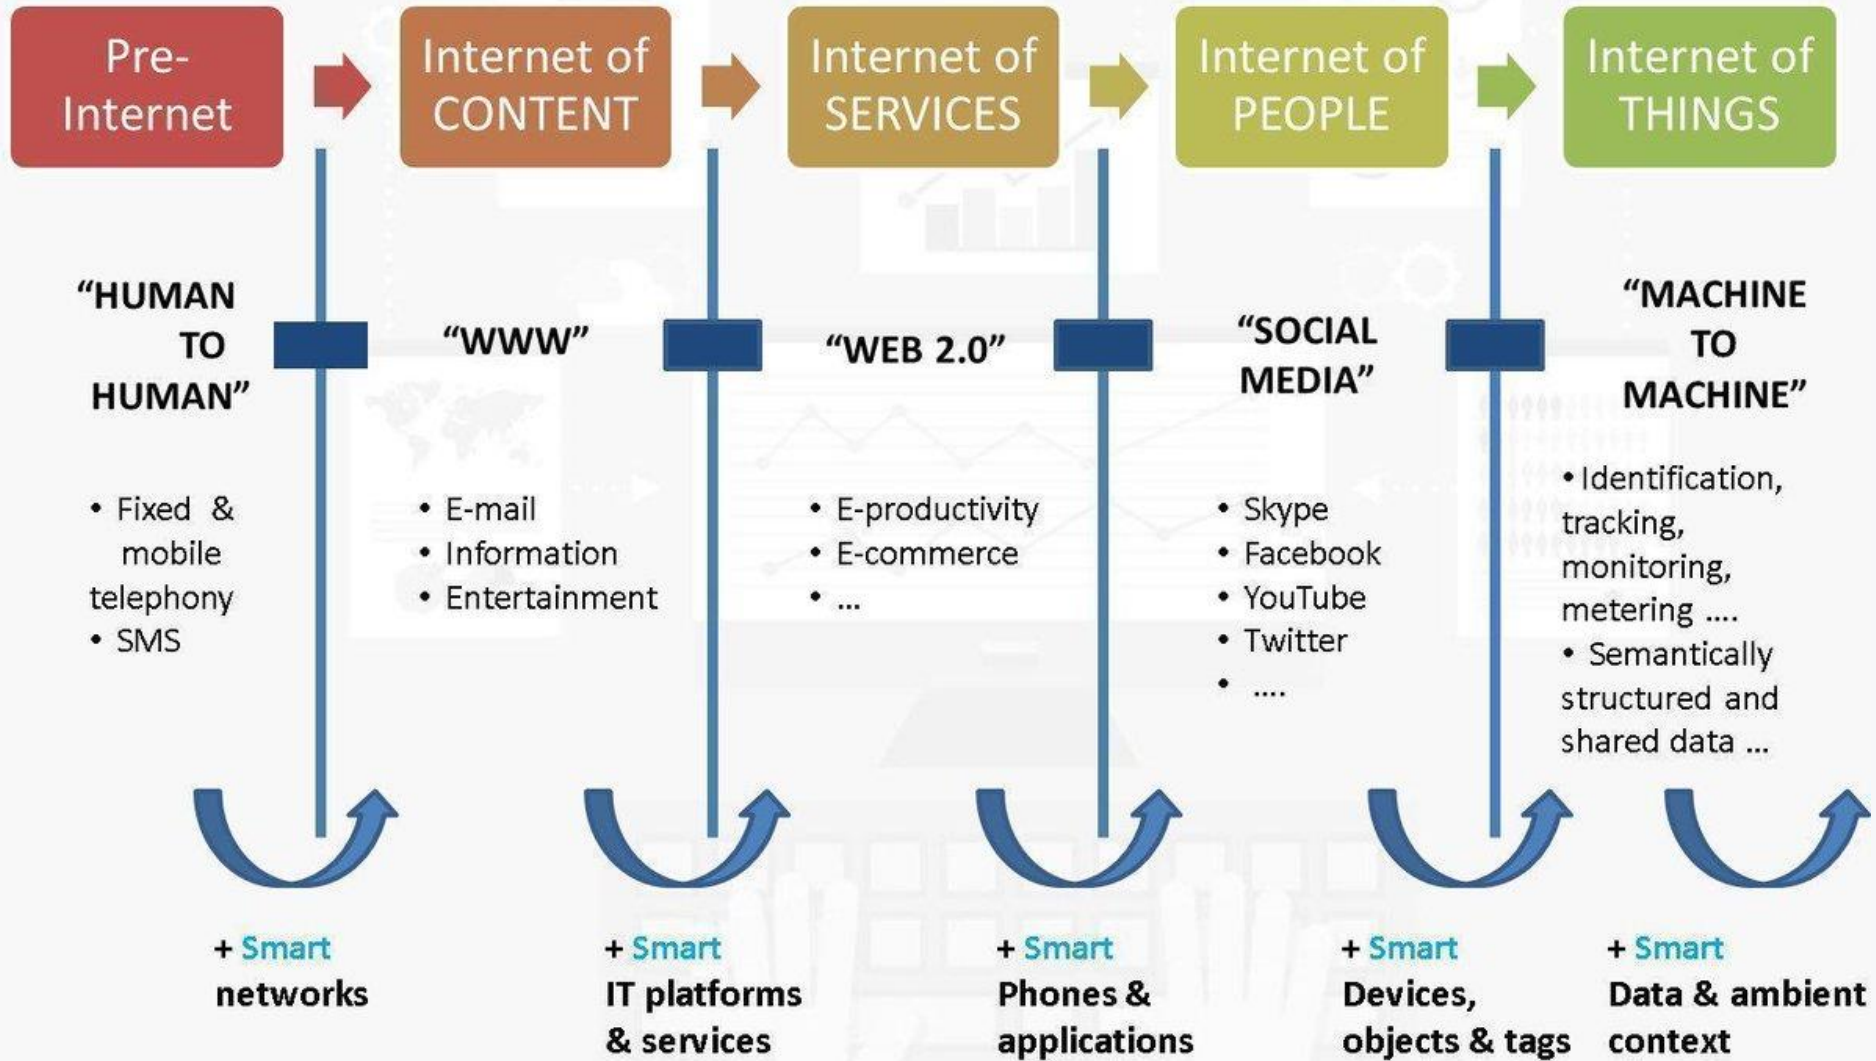 Pre-
Internet
Internet of
CONTENT
Internet of
SERVICES
Internet of
PEOPLE
Internet of
THINGS
“HUMAN
TO
HUMAN”
“WWW”
“WEB 2.0”
“SOCIAL
MEDIA”
“MACHINE
TO
MACHINE”
• Fixed &
mobile
telephony
• SMS
• E-mail
• Information
• Entertainment
• E-productivity
• E-commerce
• ...
• Skype
• Facebook
• YouTube
• Twitter
• ....
• Identification,
tracking,
monitoring,
metering ....
• Semantically
structured and
shared data ...
+ Smart
networks
+ Smart
IT platforms
& services
+ Smart
Phones &
applications
+ Smart
Devices,
objects & tags
+ Smart
Data & ambient
context